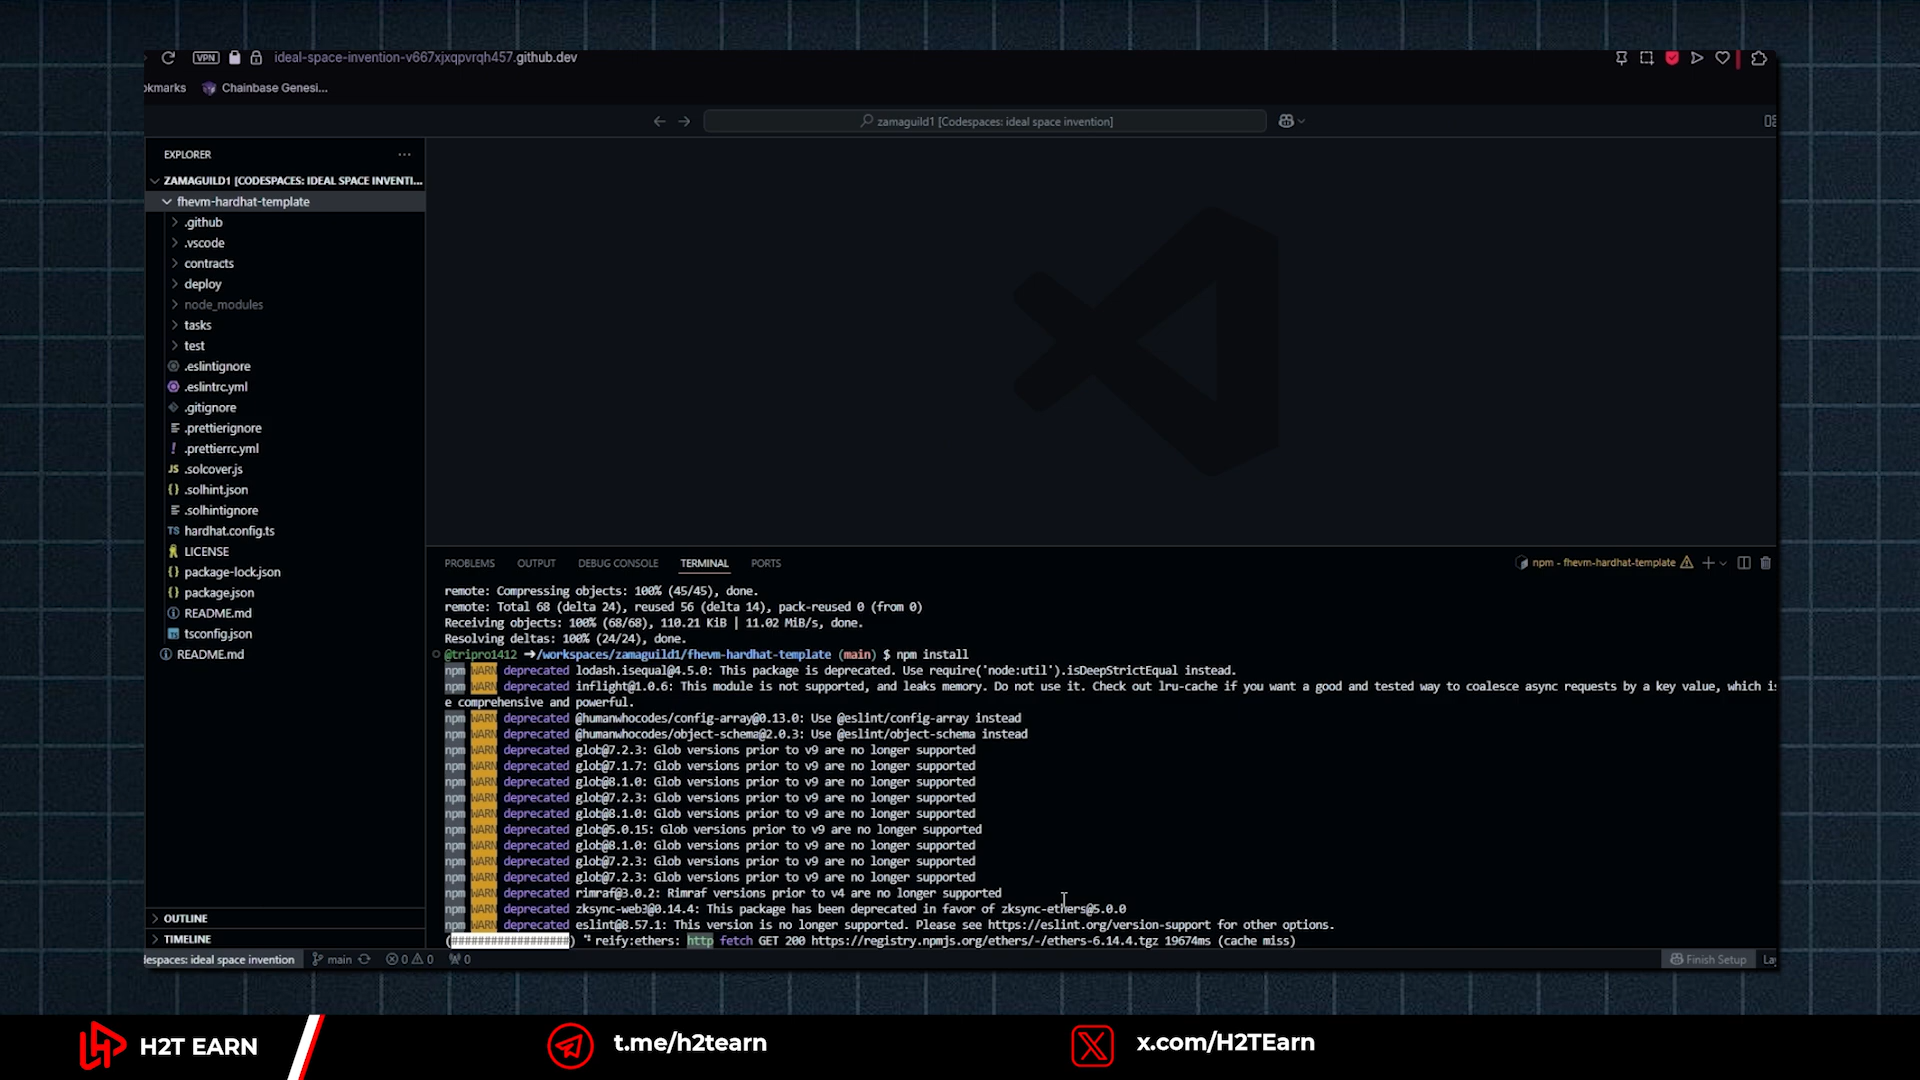 VPN
ideal-space-invention-v667xjxqpvrqh457.github.dev
okmarks
Chainbase Genesi...
zamaguild1 [Codespaces: ideal space invention]
EXPLORER
ZAMAGUILD1 [CODESPACES: IDEAL SPACE INVENTI...
fhevm-hardhat-template
.github
.vscode
contracts
deploy
node_modules
tasks
test
.eslintignore
.eslintrc.yml
.gitignore
.prettierignore
.prettierrc.yml
JS .solcover.js
{} .solhint.json
.solhintignore
TS hardhat.config.ts
LICENSE
{} package-lock.json
{} package.json
README.md
tsconfig.json
README.md
OUTLINE
TIMELINE
PROBLEMS OUTPUT DEBUG CONSOLE TERMINAL PORTS
npm - fhevm-hardhat-template
remote: Compressing objects: 100% (45/45), done.
remote: Total 68 (delta 24), reused 56 (delta 14), pack-reused 0 (from 0)
Receiving objects: 100% (68/68), 110.21 KiB | 11.02 MiB/s, done.
Resolving deltas: 100% (24/24), done.
@tripro1412 ➜/workspaces/zamaguild1/fhevm-hardhat-template (main) $ npm install
npm WARN deprecated lodash.isequal@4.5.0: This package is deprecated. Use require('node:util').isDeepStrictEqual instead.
npm WARN deprecated inflight@1.0.6: This module is not supported, and leaks memory. Do not use it. Check out lru-cache if you want a good and tested way to coalesce async requests by a key value, which is
e comprehensive and powerful.
npm WARN deprecated @humanwhocodes/config-array@0.13.0: Use @eslint/config-array instead
npm WARN deprecated @humanwhocodes/object-schema@2.0.3: Use @eslint/object-schema instead
npm WARN deprecated glob@7.2.3: Glob versions prior to v9 are no longer supported
npm WARN deprecated glob@7.1.7: Glob versions prior to v9 are no longer supported
npm WARN deprecated glob@8.1.0: Glob versions prior to v9 are no longer supported
npm WARN deprecated glob@7.2.3: Glob versions prior to v9 are no longer supported
npm WARN deprecated glob@8.1.0: Glob versions prior to v9 are no longer supported
npm WARN deprecated glob@5.0.15: Glob versions prior to v9 are no longer supported
npm WARN deprecated glob@8.1.0: Glob versions prior to v9 are no longer supported
npm WARN deprecated glob@7.2.3: Glob versions prior to v9 are no longer supported
npm WARN deprecated glob@7.2.3: Glob versions prior to v9 are no longer supported
npm WARN deprecated rimraf@3.0.2: Rimraf versions prior to v4 are no longer supported
npm WARN deprecated zksync-web3@0.14.4: This package has been deprecated in favor of zksync-ethers@5.0.0
npm WARN deprecated eslint@8.57.1: This version is no longer supported. Please see https://eslint.org/version-support for other options.
(##################) ⠙ reify:ethers: http fetch GET 200 https://registry.npmjs.org/ethers/-/ethers-6.14.4.tgz 19674ms (cache miss)
despaces: ideal space invention main 0 0 0
Finish Setup
Lay
H2T EARN
t.me/h2tearn
x.com/H2TEarn